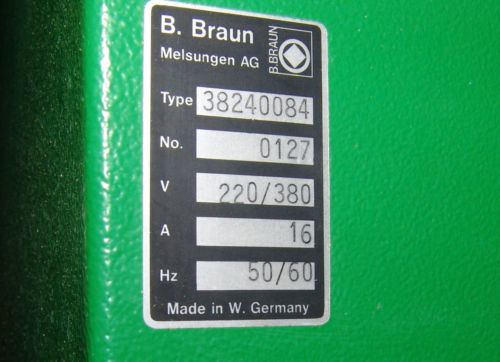 B. Braun
Melsungen AG
B.BRAUN
Type 38240084
No. 0127
V 220/380
A 16
Hz 50/60
Made in W. Germany